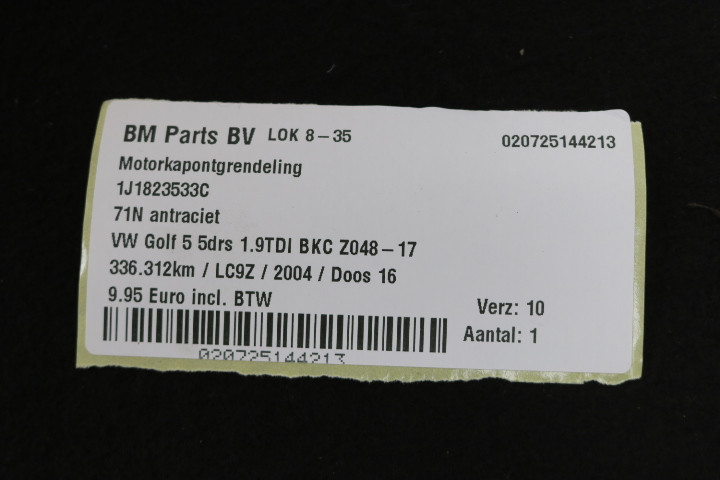 BM Parts BV LOK 8-35 020725144213
Motorkapontgrendeling
1J1823533C
71N antraciet
VW Golf 5 5drs 1.9TDI BKC Z048-17
336.312km / LC9Z / 2004 / Doos 16
9.95 Euro incl. BTW
Verz: 10
Aantal: 1
020725144213